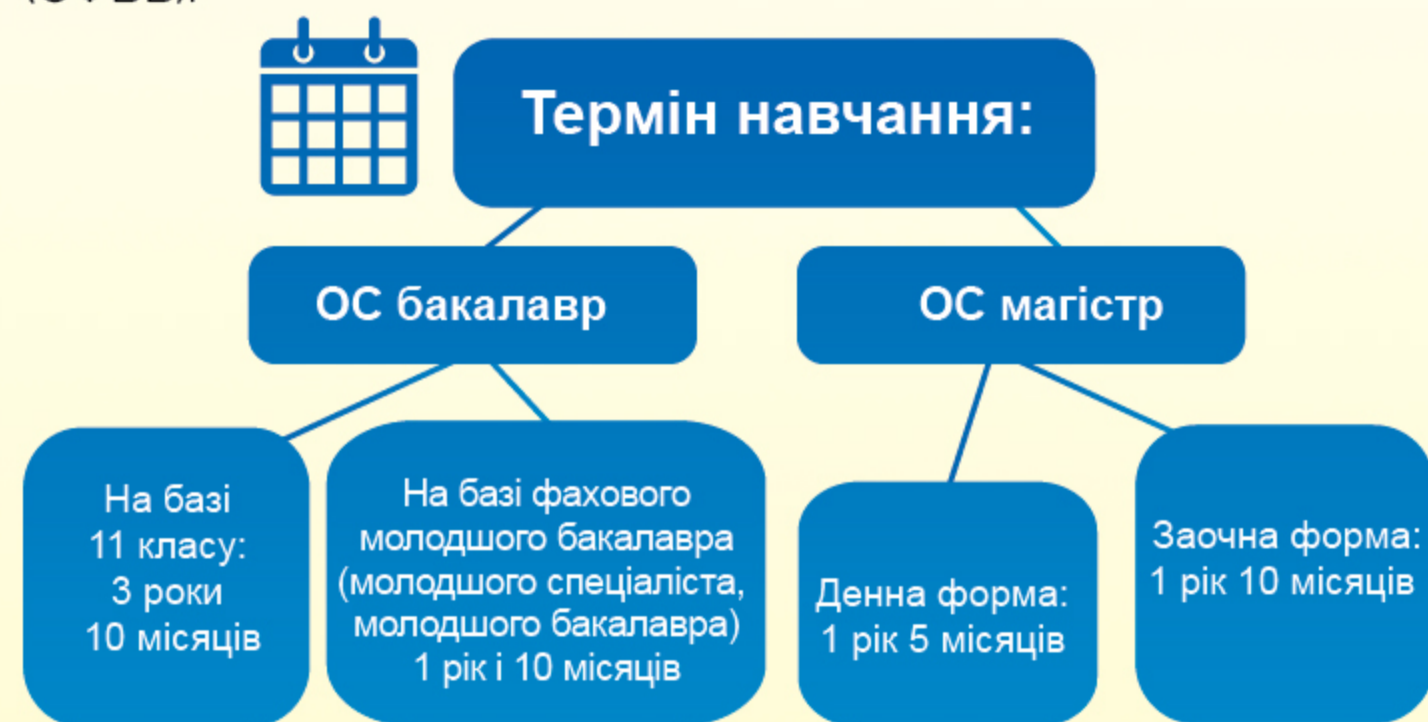 Термін навчання:
ОС бакалавр
ОС магістр
На базі
11 класу:
3 роки
10 місяців
На базі фахового
молодшого бакалавра
(молодшого спеціаліста,
молодшого бакалавра)
1 рік і 10 місяців
Денна форма:
1 рік 5 місяців
Заочна форма:
1 рік 10 місяців